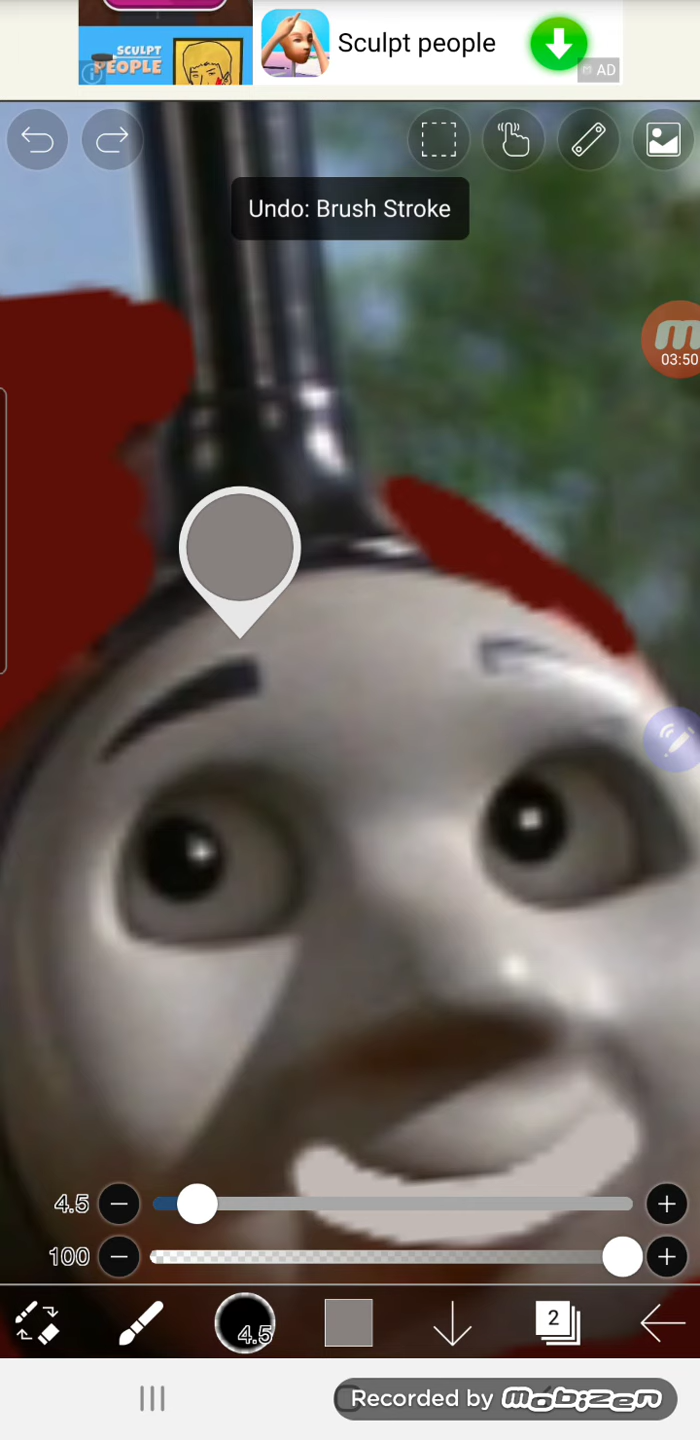 SCULPT
PEOPLE
Sculpt people
AD
Undo: Brush Stroke
03:50
4.5
100
4.5
2
Recorded by mobizen